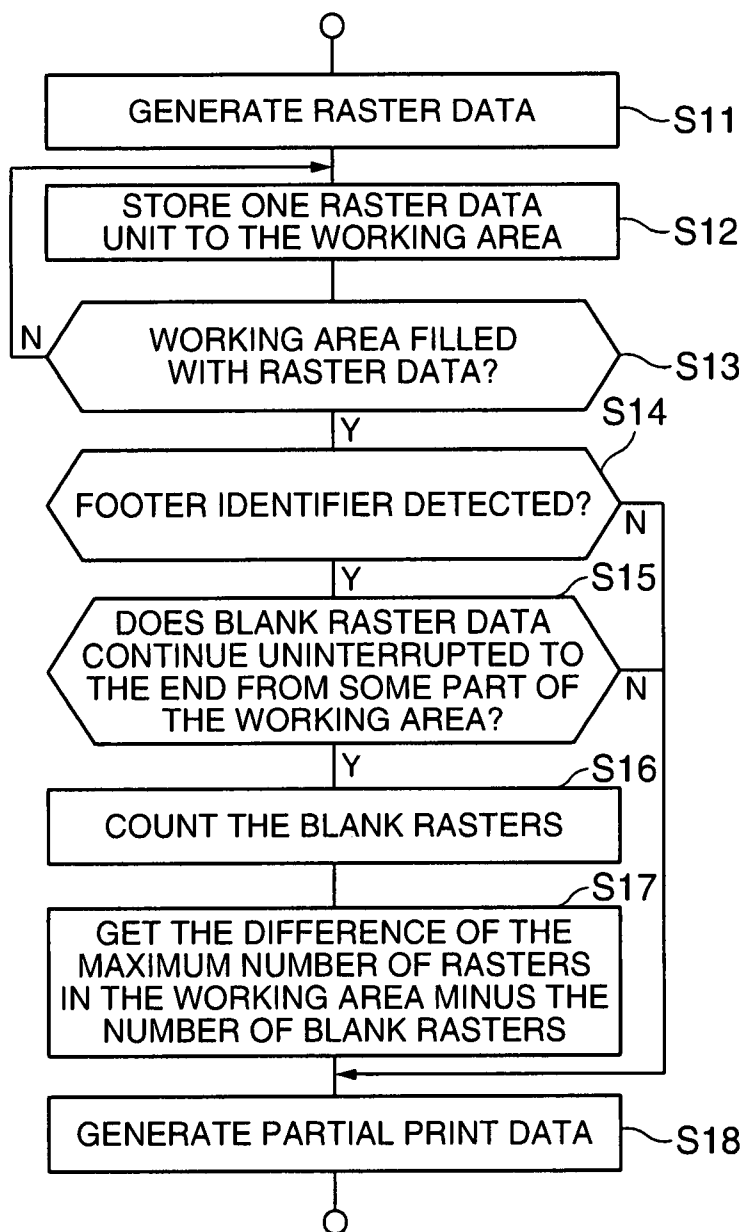 GENERATE RASTER DATA
S11
STORE ONE RASTER DATA
UNIT TO THE WORKING AREA
S12
N
WORKING AREA FILLED
WITH RASTER DATA?
S13
Y
S14
FOOTER IDENTIFIER DETECTED?
N
Y
S15
DOES BLANK RASTER DATA
CONTINUE UNINTERRUPTED TO
THE END FROM SOME PART OF
THE WORKING AREA?
N
Y
S16
COUNT THE BLANK RASTERS
S17
GET THE DIFFERENCE OF THE
MAXIMUM NUMBER OF RASTERS
IN THE WORKING AREA MINUS THE
NUMBER OF BLANK RASTERS
GENERATE PARTIAL PRINT DATA
S18